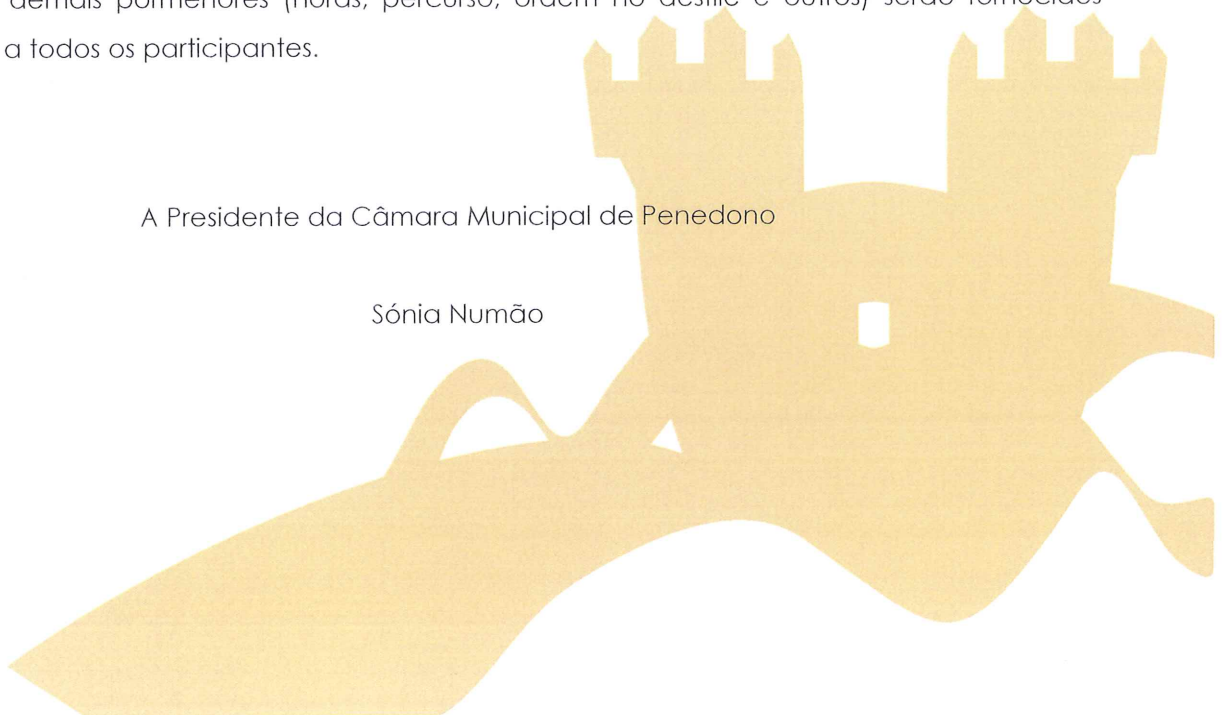 demais pormenores (horas, percurso, ordem no desfile e outros) serão fornecidos
a todos os participantes.
A Presidente da Câmara Municipal de Penedono
Sónia Numão